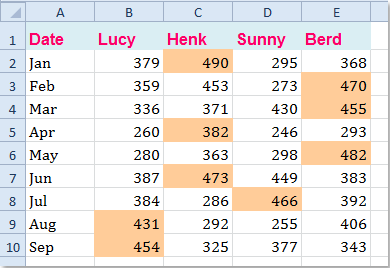 A B C D E
1 Date Lucy Henk Sunny Berd
2 Jan 379 490 295 368
3 Feb 359 453 273 470
4 Mar 336 371 430 455
5 Apr 260 382 246 293
6 May 280 363 298 482
7 Jun 387 473 449 383
8 Jul 384 286 466 392
9 Aug 431 292 255 406
10 Sep 454 325 377 343